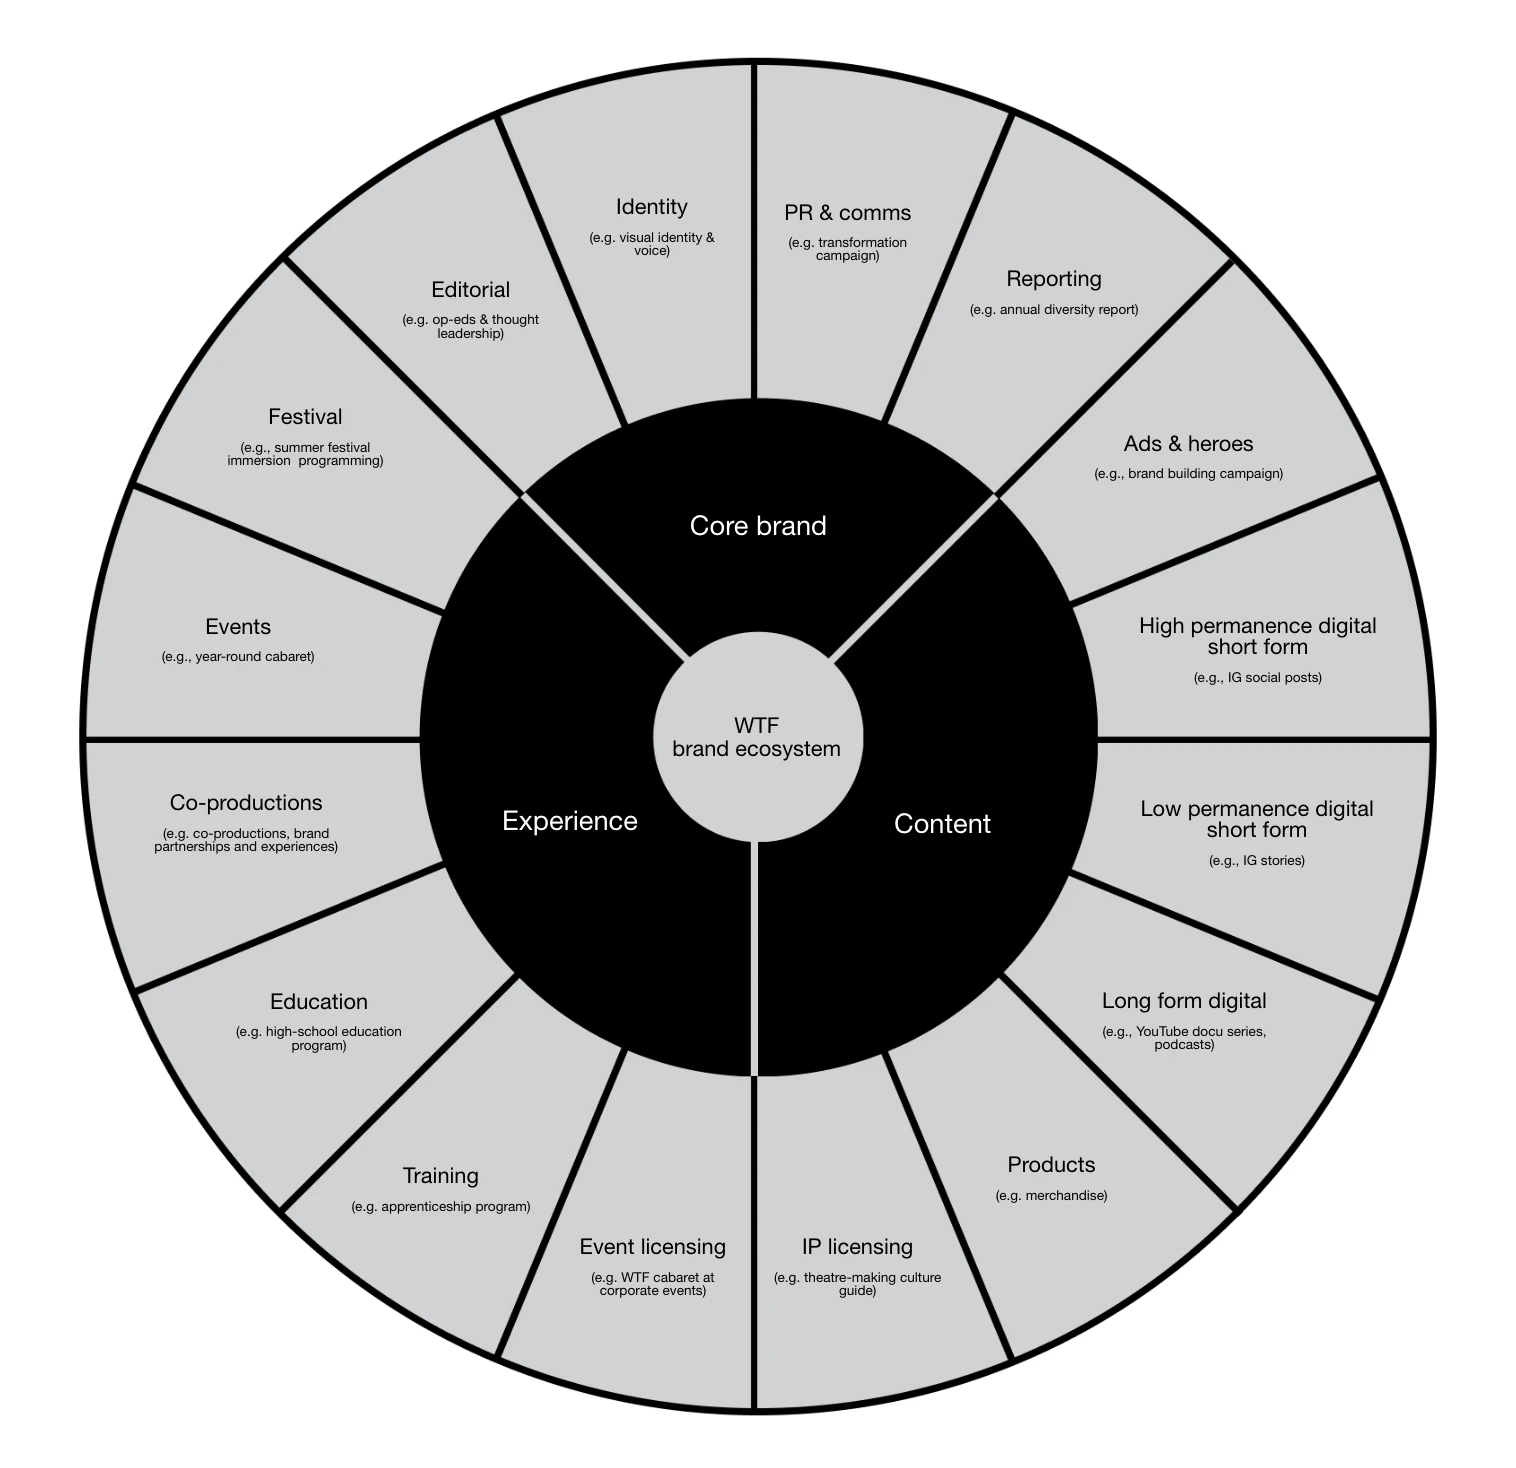 Identity
(e.g. visual identity &
voice)
PR & comms
(e.g. transformation
campaign)
Reporting
(e.g. annual diversity report)
Ads & heroes
(e.g., brand building campaign)
High permanence digital
short form
(e.g., IG social posts)
Low permanence digital
short form
(e.g., IG stories)
Long form digital
(e.g., YouTube docu series,
podcasts)
Products
(e.g. merchandise)
IP licensing
(e.g. theatre-making culture
guide)
Event licensing
(e.g. WTF cabaret at
corporate events)
Training
(e.g. apprenticeship program)
Education
(e.g. high-school education
program)
Co-productions
(e.g. co-productions, brand
partnerships and experiences)
Events
(e.g., year-round cabaret)
Festival
(e.g., summer festival
immersion  programming)
Editorial
(e.g. op-eds & thought
leadership)
Core brand
Content
Experience
WTF
brand ecosystem